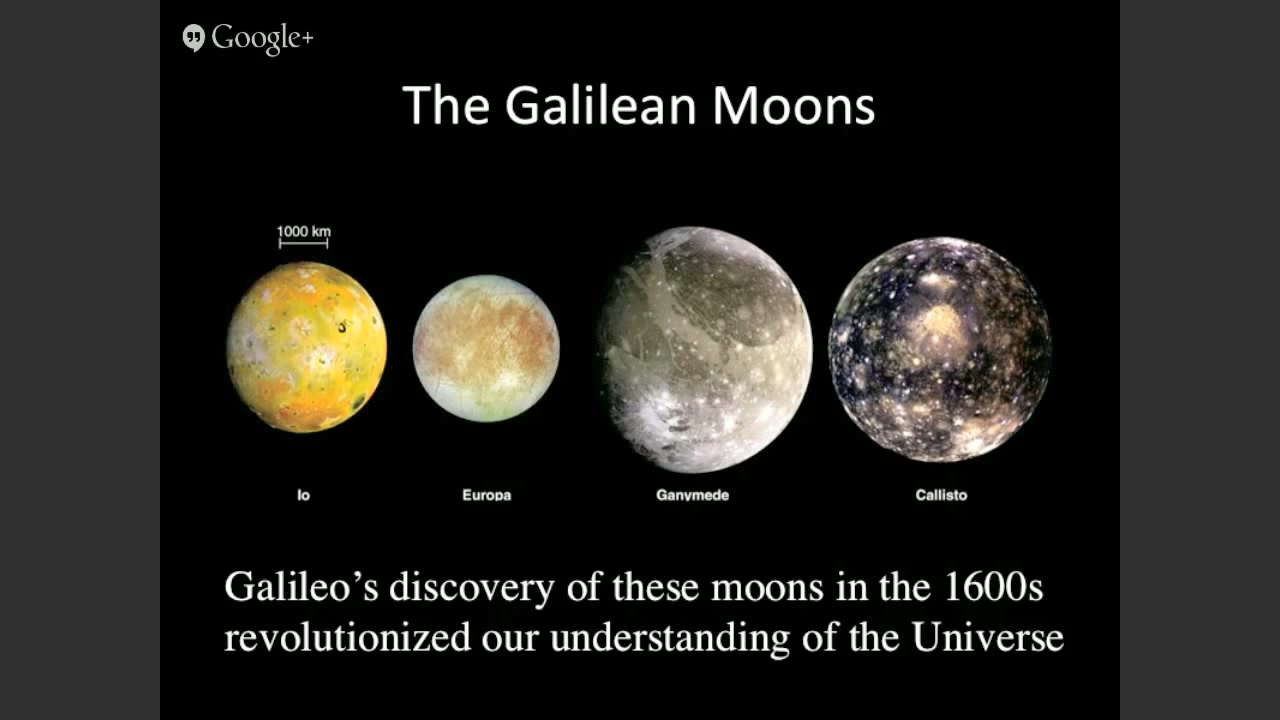 Google+
The Galilean Moons
1000 km
Io Europa Ganymede Callisto
Galileo’s discovery of these moons in the 1600s
revolutionized our understanding of the Universe